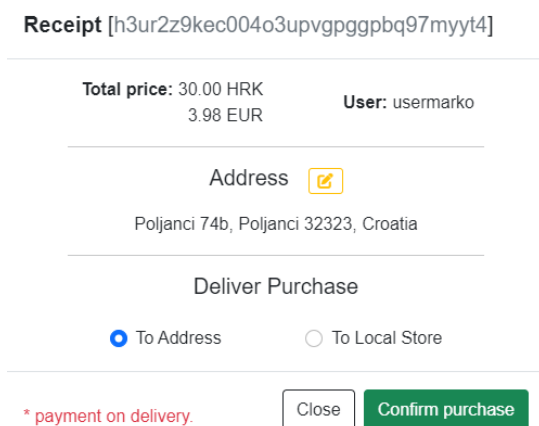 Receipt [h3ur2z9kec004o3upvgpggpbq97myyt4]
Total price: 30.00 HRK
3.98 EUR
User: usermarko
Address
Poljanci 74b, Poljanci 32323, Croatia
Deliver Purchase
To Address To Local Store
* payment on delivery. Close Confirm purchase